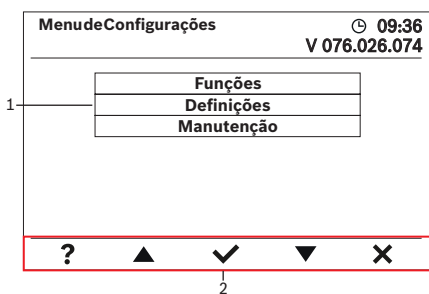 MenudeConfigurações 09:36
V 076.026.074
Funções
1 Definições
Manutenção
?
2